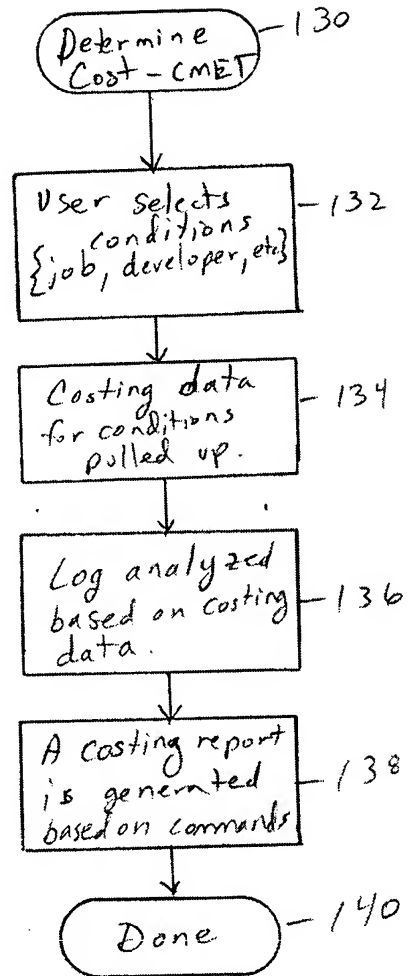 Determine
Cost - CMET
130
User selects
conditions
{job, developer, etc}
132
Costing data
for conditions
pulled up.
134
Log analyzed
based on costing
data.
136
A costing report
is generated
based on commands
138
Done
140